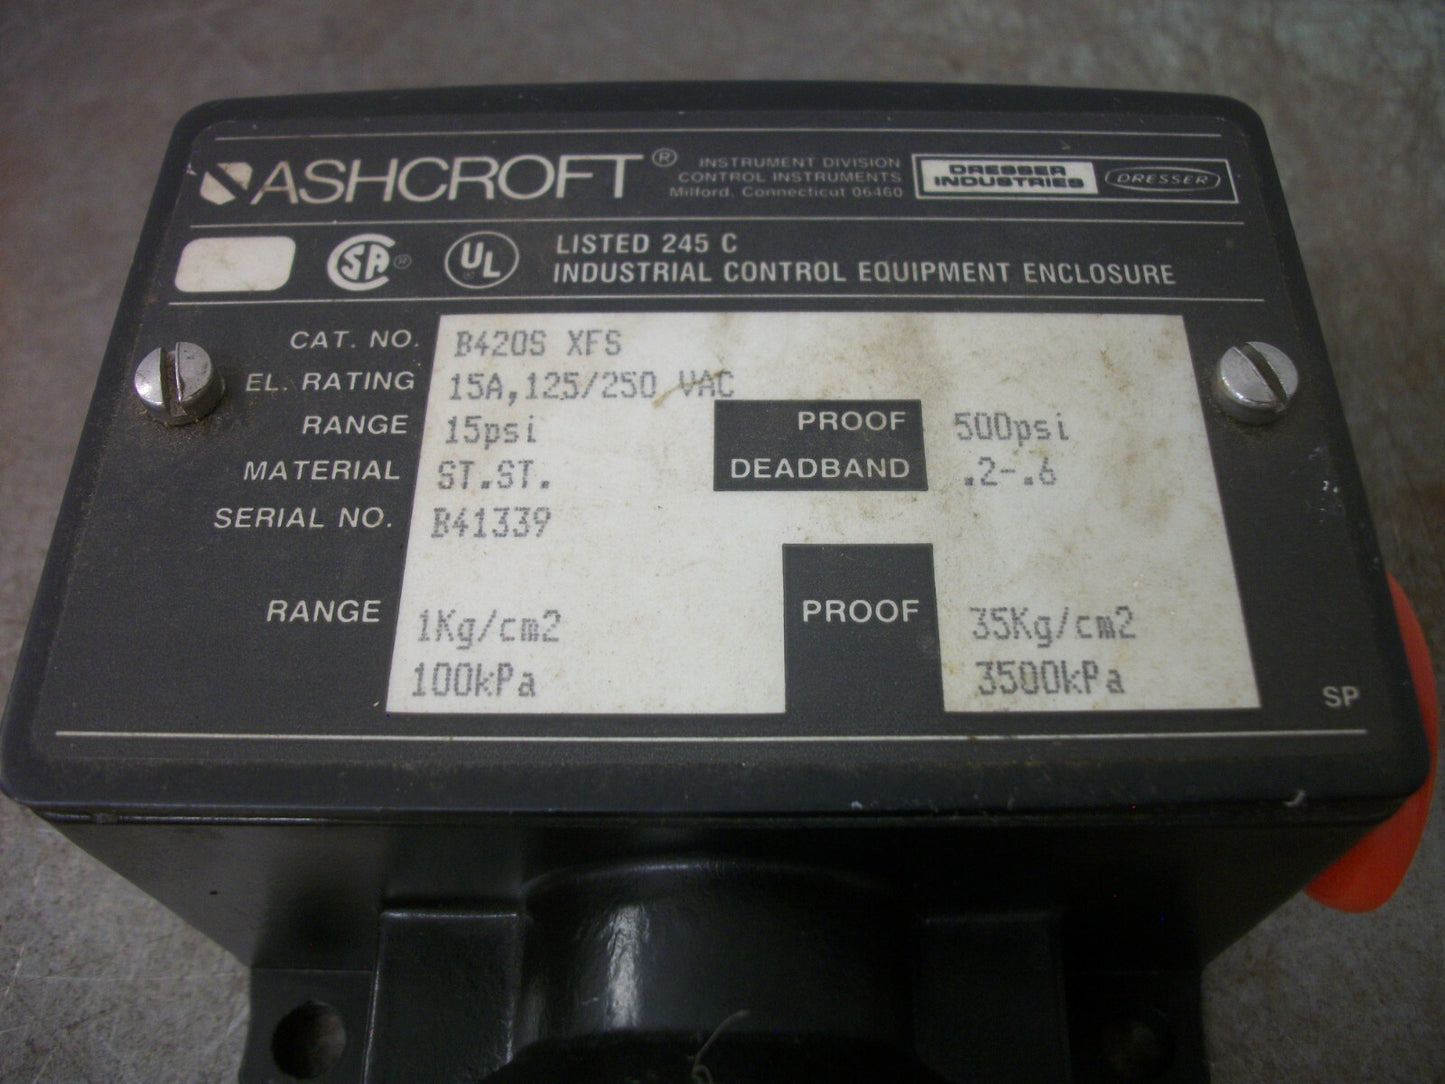 ASHCROFT® INSTRUMENT DIVISION
CONTROL INSTRUMENTS
Milford, Connecticut 06460
DRESSER
INDUSTRIES
DRESSER
SA®
UL
LISTED 245 C
INDUSTRIAL CONTROL EQUIPMENT ENCLOSURE
CAT. NO. B420S XFS
EL. RATING 15A,125/250 VAC
RANGE 15psi PROOF 500psi
MATERIAL ST.ST. DEADBAND .2-.6
SERIAL NO. B41339
RANGE 1Kg/cm2 PROOF 35Kg/cm2
100kPa 3500kPa
SP